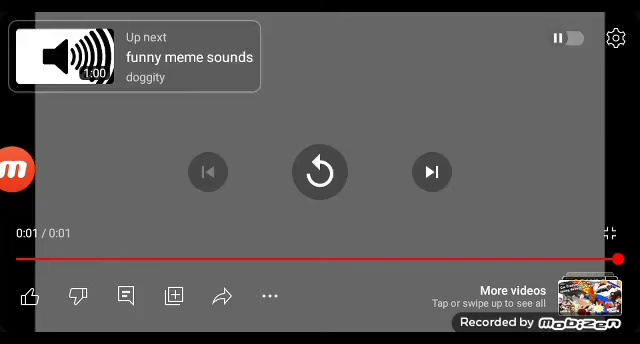 Up next
funny meme sounds
1:00
doggity
m
0:01 / 0:01
More videos
Tap or swipe up to see all
Recorded by mobizen